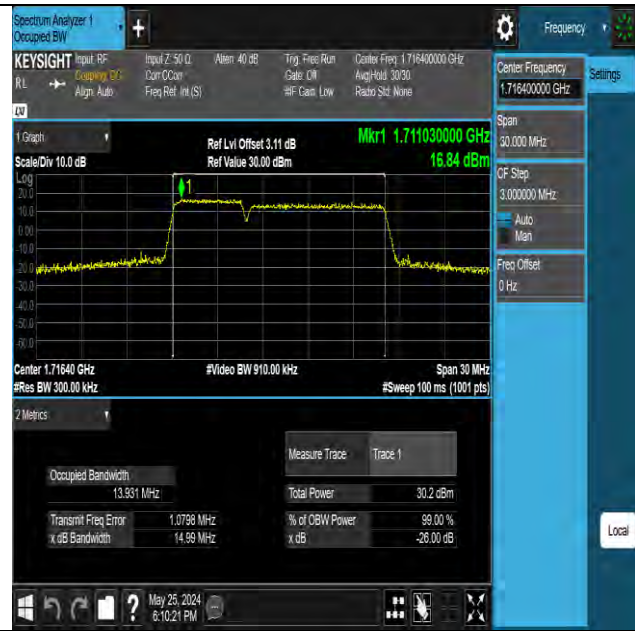 Spectrum Analyzer 1
Occupied BW
+
Frequency
KEYSIGHT Input: RF Input Z: 50 Ω Atten: 40 dB Trig: Free Run Center Freq: 1.716400000 GHz
RL Coupling: DC Corr CCorr Gate: Off Avg|Hold: 30/30
Align: Auto Freq Ref: Int (S) #IF Gain: Low Radio Std: None
LXI
Center Frequency
1.716400000 GHz
Settings
Span
30.000 MHz
CF Step
3.000000 MHz
Auto
Man
Freq Offset
0 Hz
1 Graph
Ref Lvl Offset 3.11 dB Mkr1 1.711030000 GHz
Scale/Div 10.0 dB Ref Value 30.00 dBm 16.84 dBm
Log
20.0
10.0
0.00
-10.0
-20.0
-30.0
-40.0
-50.0
-60.0
1
Center 1.71640 GHz #Video BW 910.00 kHz Span 30 MHz
#Res BW 300.00 kHz #Sweep 100 ms (1001 pts)
2 Metrics
Measure Trace Trace 1
Occupied Bandwidth
13.931 MHz Total Power 30.2 dBm
Transmit Freq Error 1.0798 MHz % of OBW Power 99.00 %
x dB Bandwidth 14.99 MHz x dB -26.00 dB
Local
? May 25, 2024
6:10:21 PM